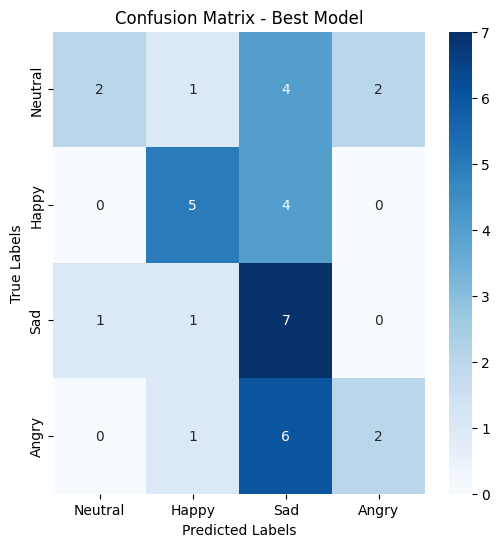 Confusion Matrix - Best Model
True Labels
Neutral
2 1 4 2
Happy
0 5 4 0
Sad
1 1 7 0
Angry
0 1 6 2
Neutral Happy Sad Angry
Predicted Labels
7
6
5
4
3
2
1
0